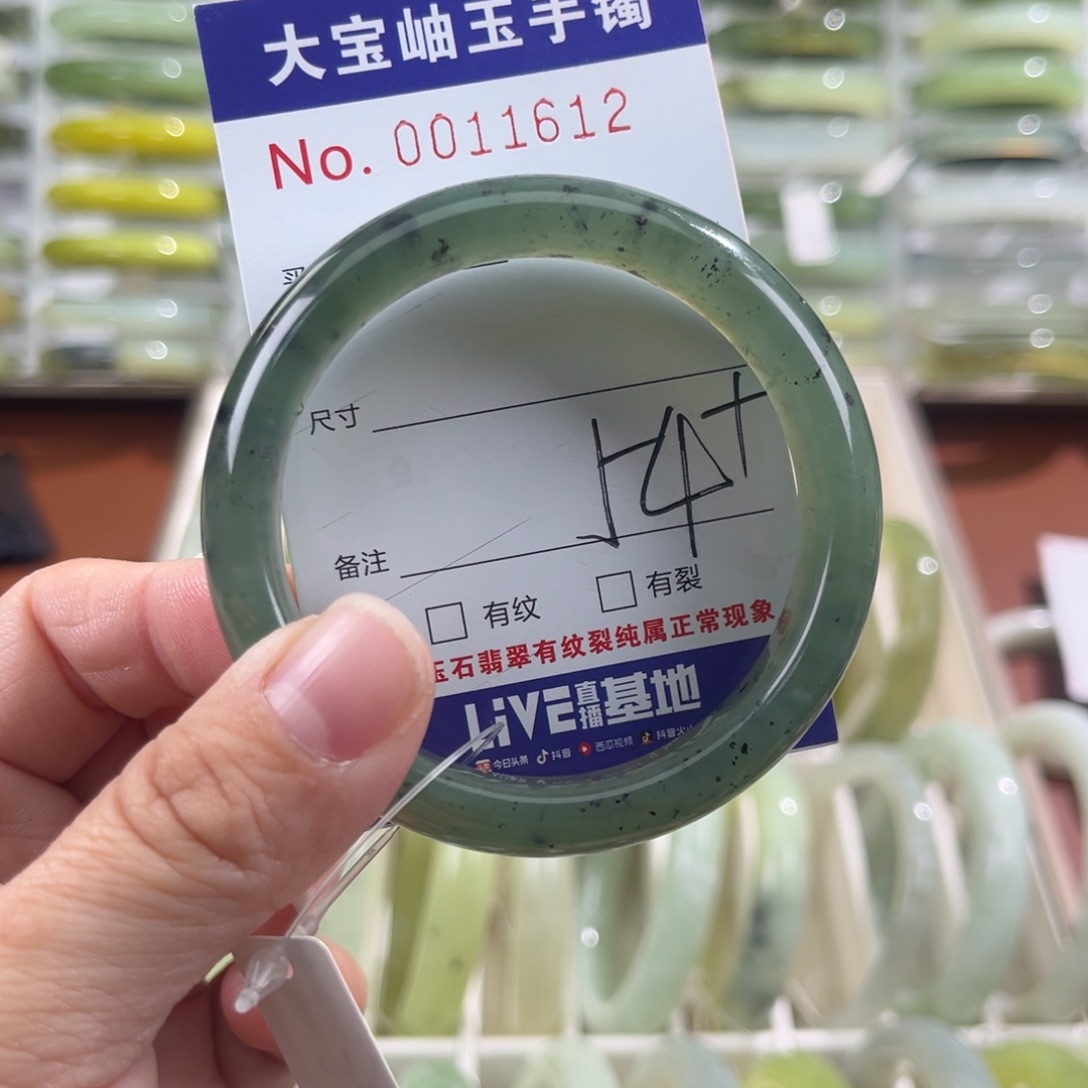 大宝岫玉手镯
No. 0011612
尺寸
54+
备注
有纹 有裂
玉石翡翠有纹裂纯属正常现象
LiVE直播基地
今日头条 抖音 西瓜视频 抖音火山